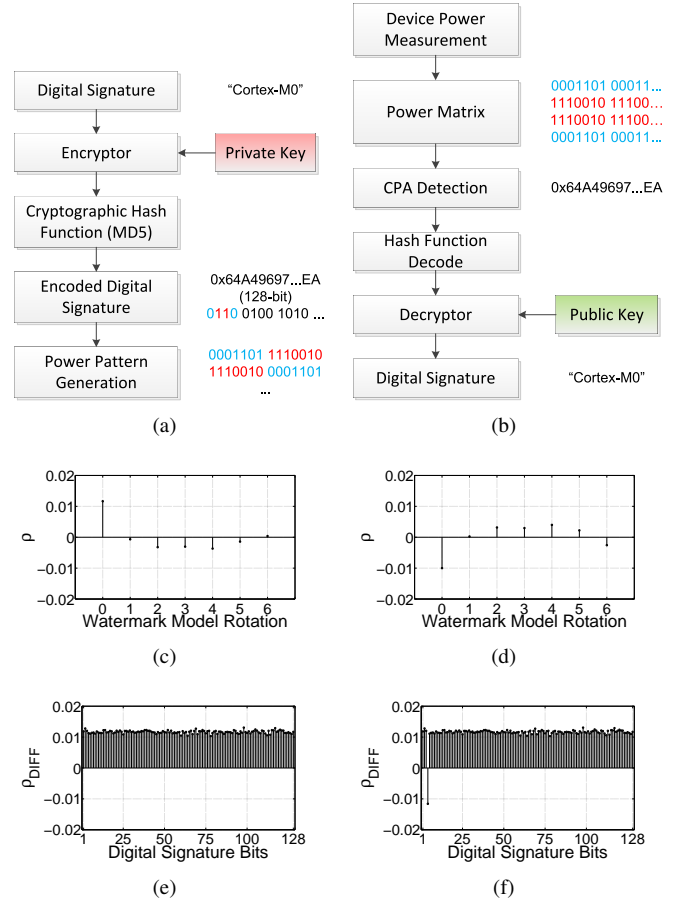 Digital Signature
"Cortex-M0"
Encryptor
Private Key
Cryptographic Hash
Function (MD5)
Encoded Digital
Signature
0x64A49697...EA
(128-bit)
0110 0100 1010 ...
Power Pattern
Generation
0001101 1110010
1110010 0001101
...
(a)
Device Power
Measurement
Power Matrix
0001101 00011...
1110010 11100...
1110010 11100...
0001101 00011...
CPA Detection
0x64A49697...EA
Hash Function
Decode
Decryptor
Public Key
Digital Signature
"Cortex-M0"
(b)
0.02
0.01
0
−0.01
−0.02
ρ
0 1 2 3 4 5 6
Watermark Model Rotation
(c)
0.02
0.01
0
−0.01
−0.02
ρ
0 1 2 3 4 5 6
Watermark Model Rotation
(d)
0.02
0.01
0
−0.01
−0.02
ρDIFF
1 25 50 75 100 128
Digital Signature Bits
(e)
0.02
0.01
0
−0.01
−0.02
ρDIFF
1 25 50 75 100 128
Digital Signature Bits
(f)